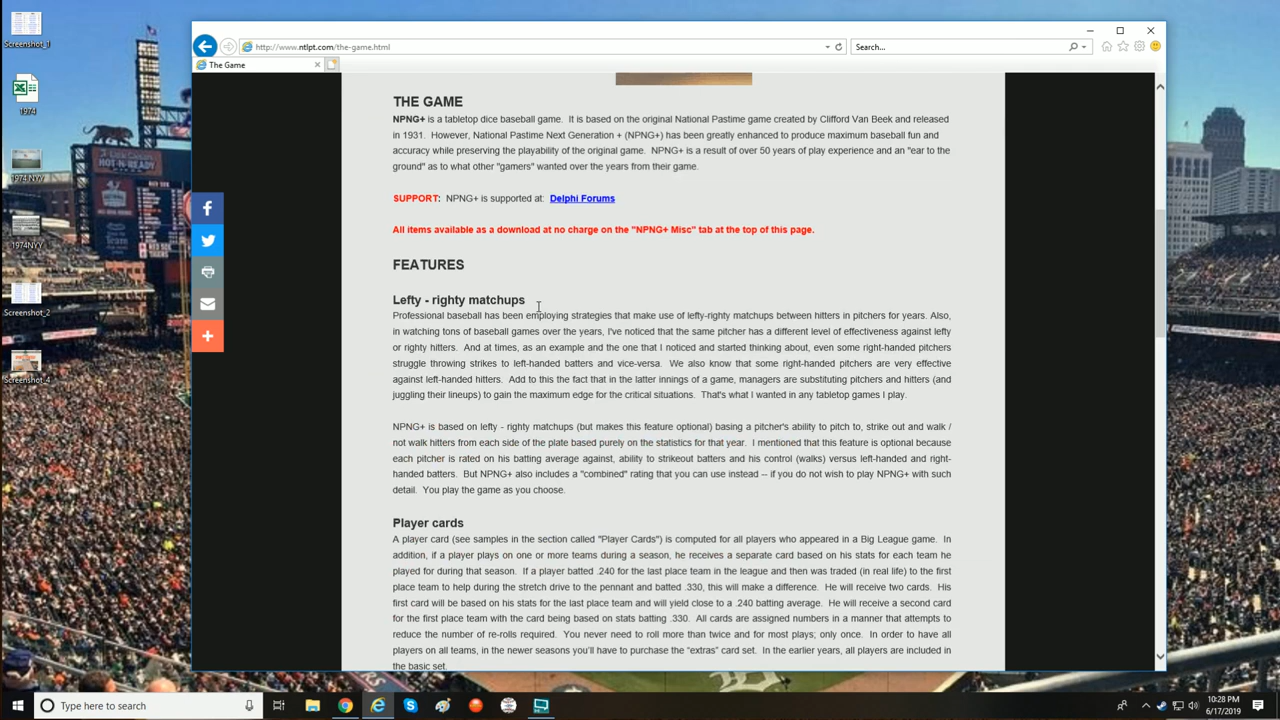 Screenshot_1
1974
1974 NYY
1974NYY
Screenshot_2
Screenshot_4
http://www.ntlpt.com/the-game.html
Search...
The Game
THE GAME
NPNG+ is a tabletop dice baseball game. It is based on the original National Pastime game created by Clifford Van Beek and released
in 1931. However, National Pastime Next Generation + (NPNG+) has been greatly enhanced to produce maximum baseball fun and
accuracy while preserving the playability of the original game. NPNG+ is a result of over 50 years of play experience and an "ear to the
ground" as to what other "gamers" wanted over the years from their game.
SUPPORT: NPNG+ is supported at: Delphi Forums
All items available as a download at no charge on the "NPNG+ Misc" tab at the top of this page.
FEATURES
Lefty - righty matchups
Professional baseball has been employing strategies that make use of lefty-righty matchups between hitters in pitchers for years. Also,
in watching tons of baseball games over the years, I've noticed that the same pitcher has a different level of effectiveness against lefty
or righty hitters. And at times, as an example and the one that I noticed and started thinking about, even some right-handed pitchers
struggle throwing strikes to left-handed batters and vice-versa. We also know that some right-handed pitchers are very effective
against left-handed hitters. Add to this the fact that in the latter innings of a game, managers are substituting pitchers and hitters (and
juggling their lineups) to gain the maximum edge for the critical situations. That's what I wanted in any tabletop games I play.
NPNG+ is based on lefty - righty matchups (but makes this feature optional) basing a pitcher's ability to pitch to, strike out and walk /
not walk hitters from each side of the plate based purely on the statistics for that year. I mentioned that this feature is optional because
each pitcher is rated on his batting average against, ability to strikeout batters and his control (walks) versus left-handed and right-
handed batters. But NPNG+ also includes a "combined" rating that you can use instead -- if you do not wish to play NPNG+ with such
detail. You play the game as you choose.
Player cards
A player card (see samples in the section called "Player Cards") is computed for all players who appeared in a Big League game. In
addition, if a player plays on one or more teams during a season, he receives a separate card based on his stats for each team he
played for during that season. If a player batted .240 for the last place team in the league and then was traded (in real life) to the first
place team to help during the stretch drive to the pennant and batted .330, this will make a difference. He will receive two cards. His
first card will be based on his stats for the last place team and will yield close to a .240 batting average. He will receive a second card
for the first place team with the card being based on stats batting .330. All cards are assigned numbers in a manner that attempts to
reduce the number of re-rolls required. You never need to roll more than twice and for most plays; only once. In order to have all
players on all teams, in the newer seasons you'll have to purchase the "extras" card set. In the earlier years, all players are included in
the basic set.
Type here to search
10:28 PM
6/17/2019